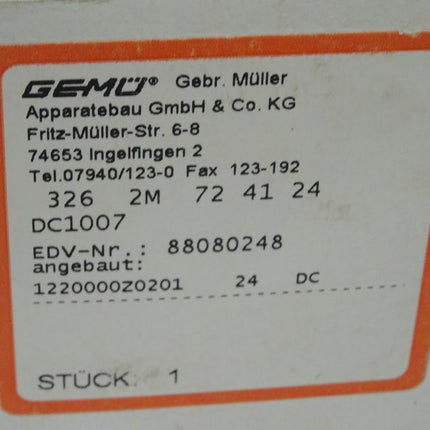 GEMÜ® Gebr. Müller
Apparatebau GmbH & Co. KG
Fritz-Müller-Str. 6-8
74653 Ingelfingen 2
Tel.07940/123-0 Fax 123-192
326 2M 72 41 24
DC1007
EDV-Nr.: 88080248
angebaut:
1220000Z0201 24 DC
STÜCK: 1